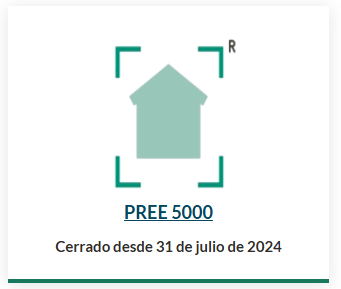 R
PREE 5000
Cerrado desde 31 de julio de 2024